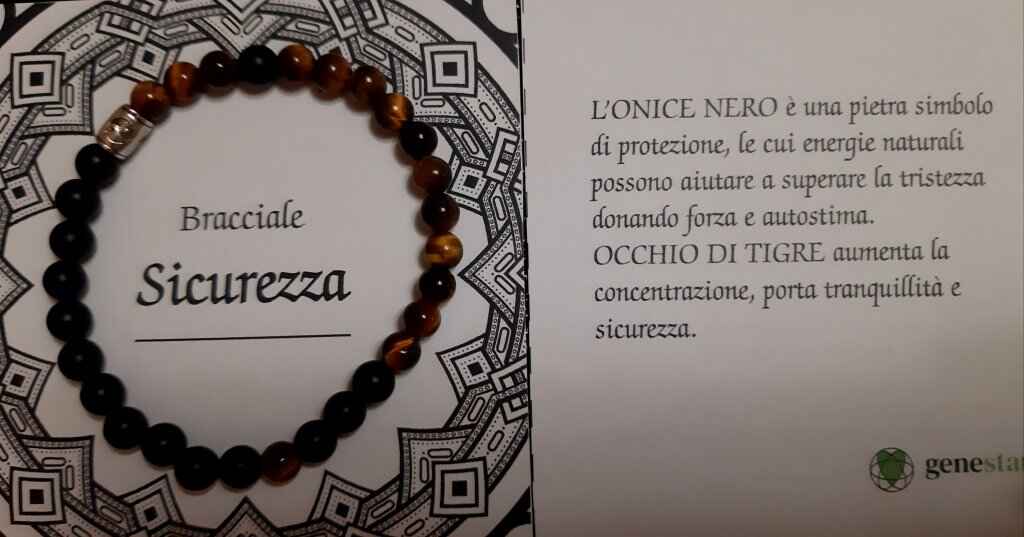 Bracciale
Sicurezza
L'ONICE NERO è una pietra simbolo
di protezione, le cui energie naturali
possono aiutare a superare la tristezza
donando forza e autostima.
OCCHIO DI TIGRE aumenta la
concentrazione, porta tranquillità e
sicurezza.
genesta